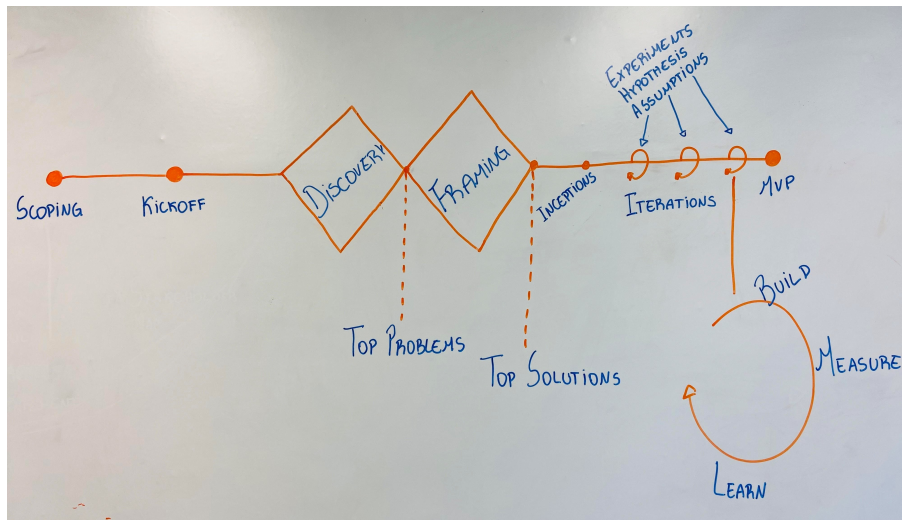 EXPERIMENTS
HYPOTHESIS
ASSUMPTIONS
SCOPING
KICKOFF
DISCOVERY
FRAMING
INCEPTIONS
ITERATIONS
MVP
TOP PROBLEMS
TOP SOLUTIONS
BUILD
MEASURE
LEARN